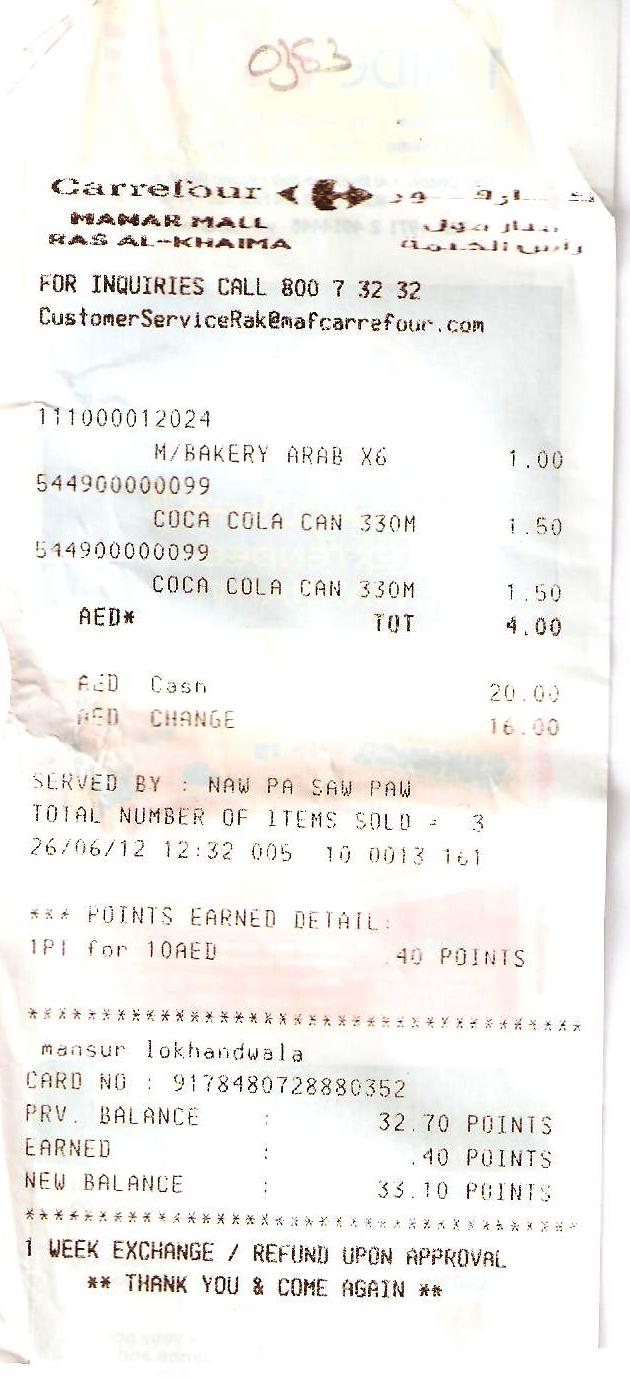 0363
Carrefour كارفور
MANAR MALL منار مول
RAS AL-KHAIMA رأس الخيمة
FOR INQUIRIES CALL 800 7 32 32
CustomerServiceRak@mafcarrefour.com
111000012024
M/BAKERY ARAB X6 1.00
544900000099
COCA COLA CAN 330M 1.50
544900000099
COCA COLA CAN 330M 1.50
AED* TOT 4.00
AED Cash 20.00
AED CHANGE 16.00
SERVED BY : NAW PA SAW PAW
TOTAL NUMBER OF ITEMS SOLD = 3
26/06/12 12:32 005 10 0013 161
*** POINTS EARNED DETAIL:
1PT for 10AED .40 POINTS
**************************************
mansur lokhandwala
CARD NO : 9178480728880352
PRV. BALANCE : 32.70 POINTS
EARNED : .40 POINTS
NEW BALANCE : 33.10 POINTS
**************************************
1 WEEK EXCHANGE / REFUND UPON APPROVAL
** THANK YOU & COME AGAIN **